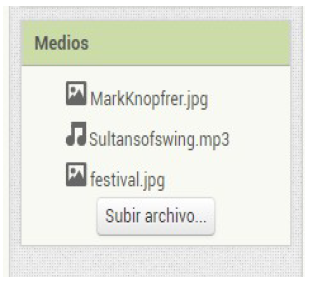 Medios
MarkKnopfrer.jpg
Sultansofswing.mp3
festival.jpg
Subir archivo...